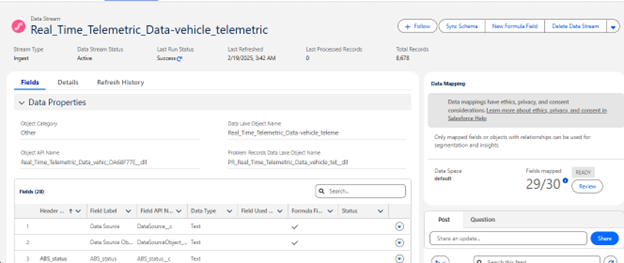 Data Stream
Real_Time_Telemetric_Data-vehicle_telemetric
Follow
Sync Schema
New Formula Field
Delete Data Stream
Stream Type
Data Stream Status
Last Run Status
Last Refreshed
Last Processed Records
Total Records
Ingest
Active
Success
2/19/2025, 3:42 AM
0
8,678
Fields
Details
Refresh History
Data Properties
Object Category
Other
Data Lake Object Name
Real_Time_Telemetric_Data-vehicle_teleme
Object API Name
Real_Time_Telemetric_Data_vehic_DA68F77E__dll
Problem Records Data Lake Object Name
PR_Real_Time_Telemetric_Data_vehicle_tel__dll
Fields (28)
Search...
Header ...
Field Label
Field API N...
Data Type
Field Used ...
Formula Fi...
Status
1
Data Source
DataSource__c
Text
2
Data Source Ob...
DataSourceObject_...
Text
3
ABS_status
ABS_status
ABS_status__c
Text
Data Mapping
Data mappings have ethics, privacy, and consent
considerations. Learn more about ethics, privacy, and consent in
Salesforce Help
Only mapped fields or objects with relationships can be used for
segmentation and insights
Data Space
default
Fields mapped
29/30
READY
Review
Post
Question
Share an update...
Share
Search this feed...